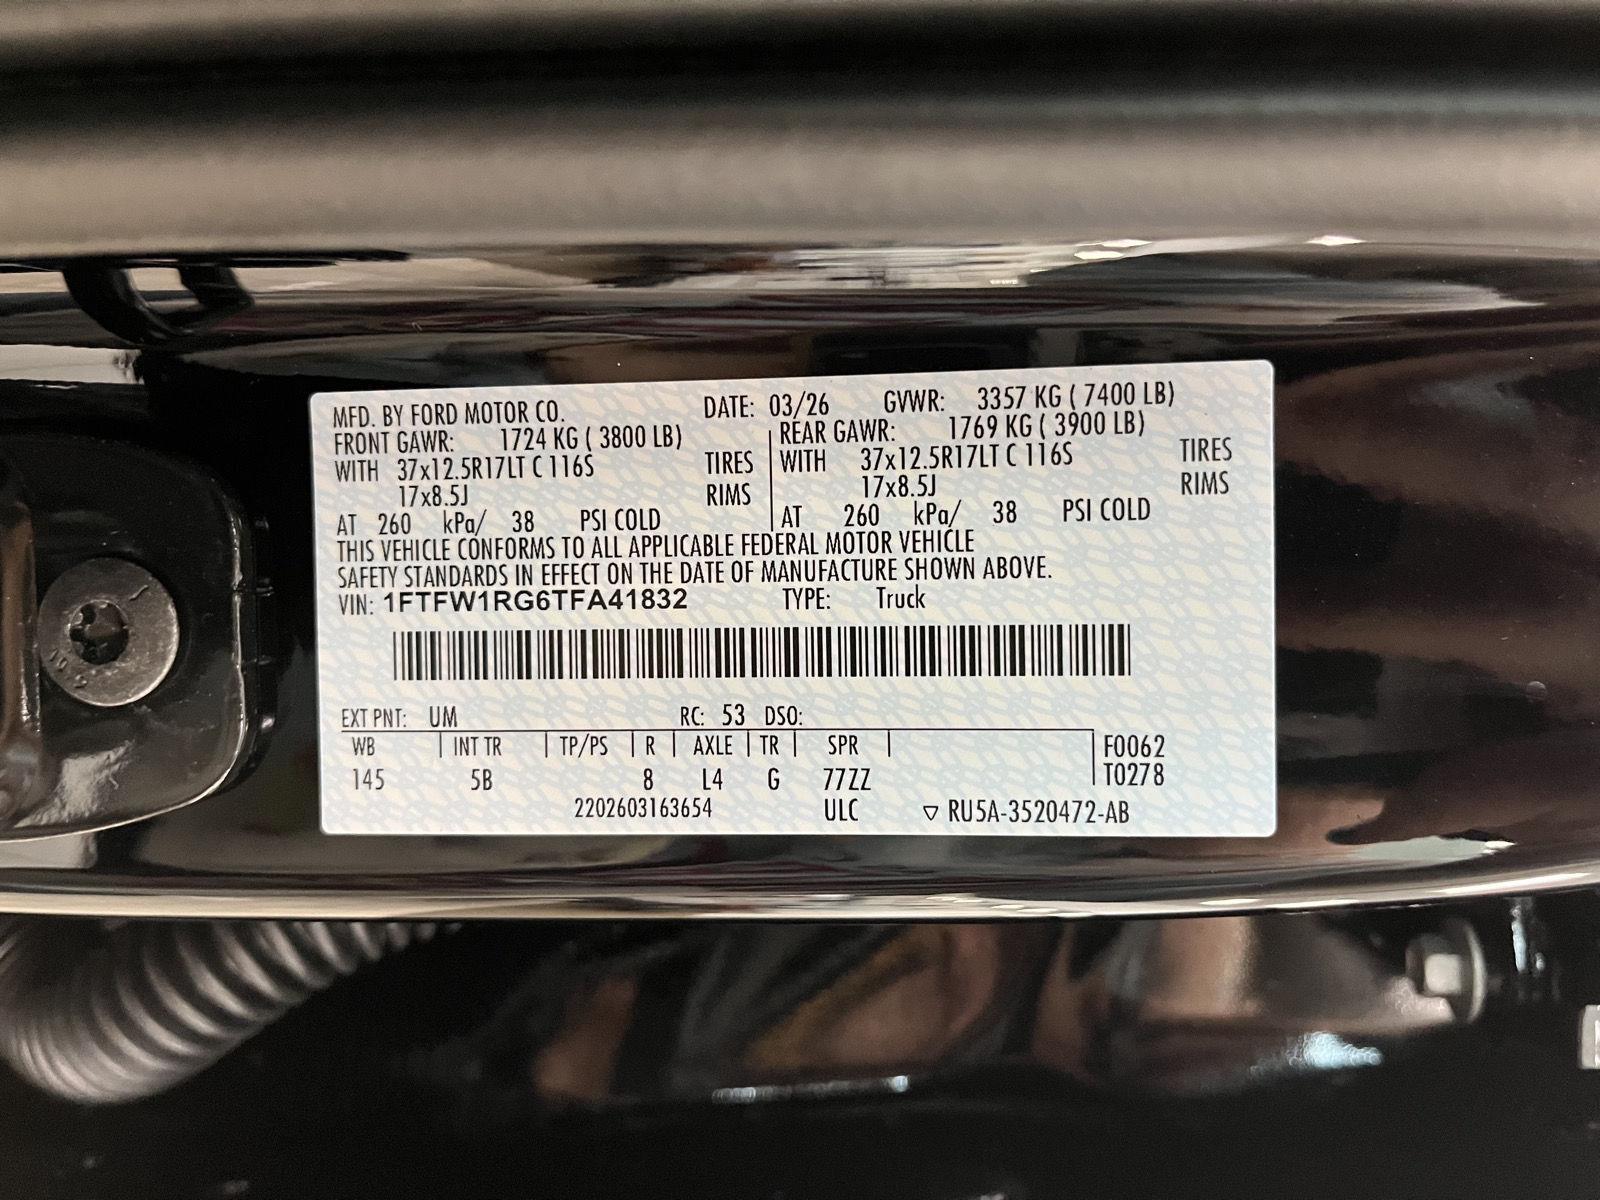 MFD. BY FORD MOTOR CO. DATE: 03/26 GVWR: 3357 KG ( 7400 LB)
FRONT GAWR: 1724 KG ( 3800 LB) REAR GAWR: 1769 KG ( 3900 LB)
WITH 37x12.5R17LT C 116S TIRES WITH 37x12.5R17LT C 116S TIRES
17x8.5J RIMS 17x8.5J RIMS
AT 260 kPa/ 38 PSI COLD AT 260 kPa/ 38 PSI COLD
THIS VEHICLE CONFORMS TO ALL APPLICABLE FEDERAL MOTOR VEHICLE
SAFETY STANDARDS IN EFFECT ON THE DATE OF MANUFACTURE SHOWN ABOVE.
VIN: 1FTFW1RG6TFA41832 TYPE: Truck
EXT PNT: UM RC: 53 DSO:
WB INT TR TP/PS R AXLE TR SPR F0062
145 5B 8 L4 G 77ZZ T0278
2202603163654 ULC ▽ RU5A-3520472-AB